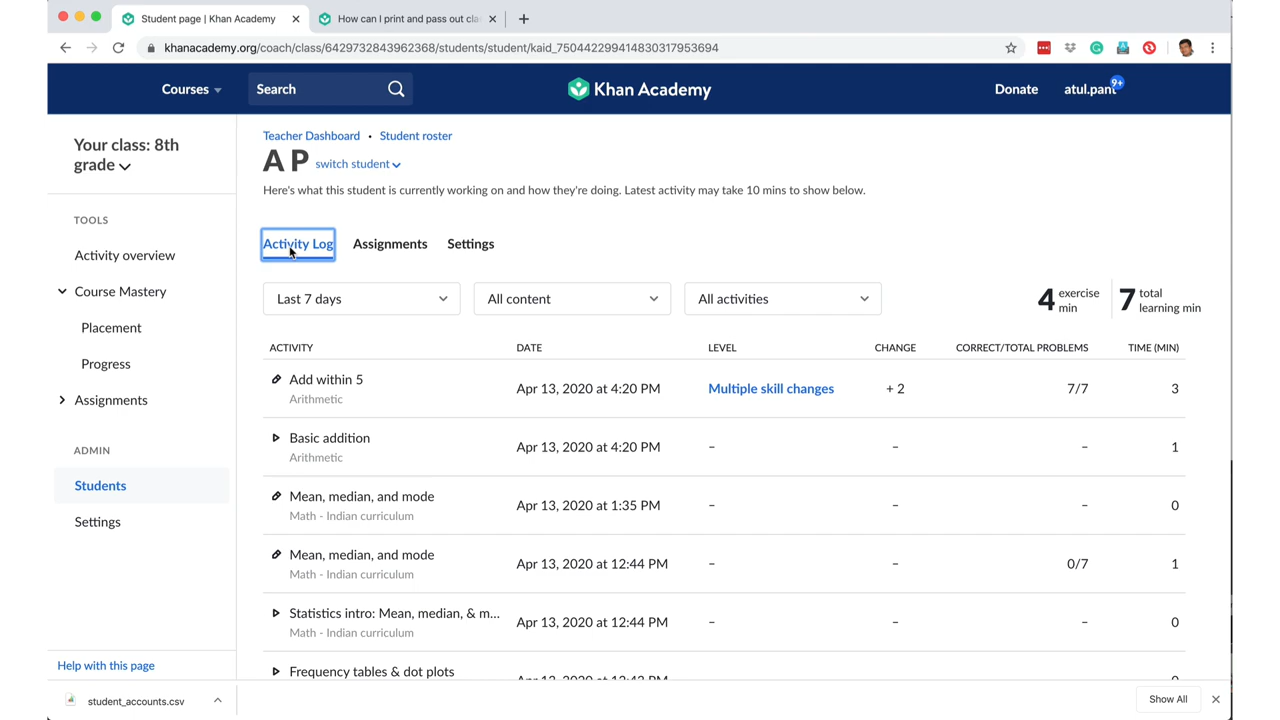 Student page | Khan Academy
How can I print and pass out cla
khanacademy.org/coach/class/6429732843962368/students/student/kaid_750442299414830317953694
Courses
Search
Khan Academy
Donate
atul.pant
9+
Your class: 8th
grade
TOOLS
Activity overview
Course Mastery
Placement
Progress
Assignments
ADMIN
Students
Settings
Help with this page
Teacher Dashboard • Student roster
A P switch student
Here's what this student is currently working on and how they're doing. Latest activity may take 10 mins to show below.
Activity Log Assignments Settings
Last 7 days All content All activities
4 exercise min
7 total learning min
ACTIVITY DATE LEVEL CHANGE CORRECT/TOTAL PROBLEMS TIME (MIN)
Add within 5
Arithmetic
Apr 13, 2020 at 4:20 PM Multiple skill changes + 2 7/7 3
Basic addition
Arithmetic
Apr 13, 2020 at 4:20 PM – – – 1
Mean, median, and mode
Math - Indian curriculum
Apr 13, 2020 at 1:35 PM – – – 0
Mean, median, and mode
Math - Indian curriculum
Apr 13, 2020 at 12:44 PM – – 0/7 1
Statistics intro: Mean, median, & m...
Math - Indian curriculum
Apr 13, 2020 at 12:44 PM – – – 0
Frequency tables & dot plots
student_accounts.csv
Show All